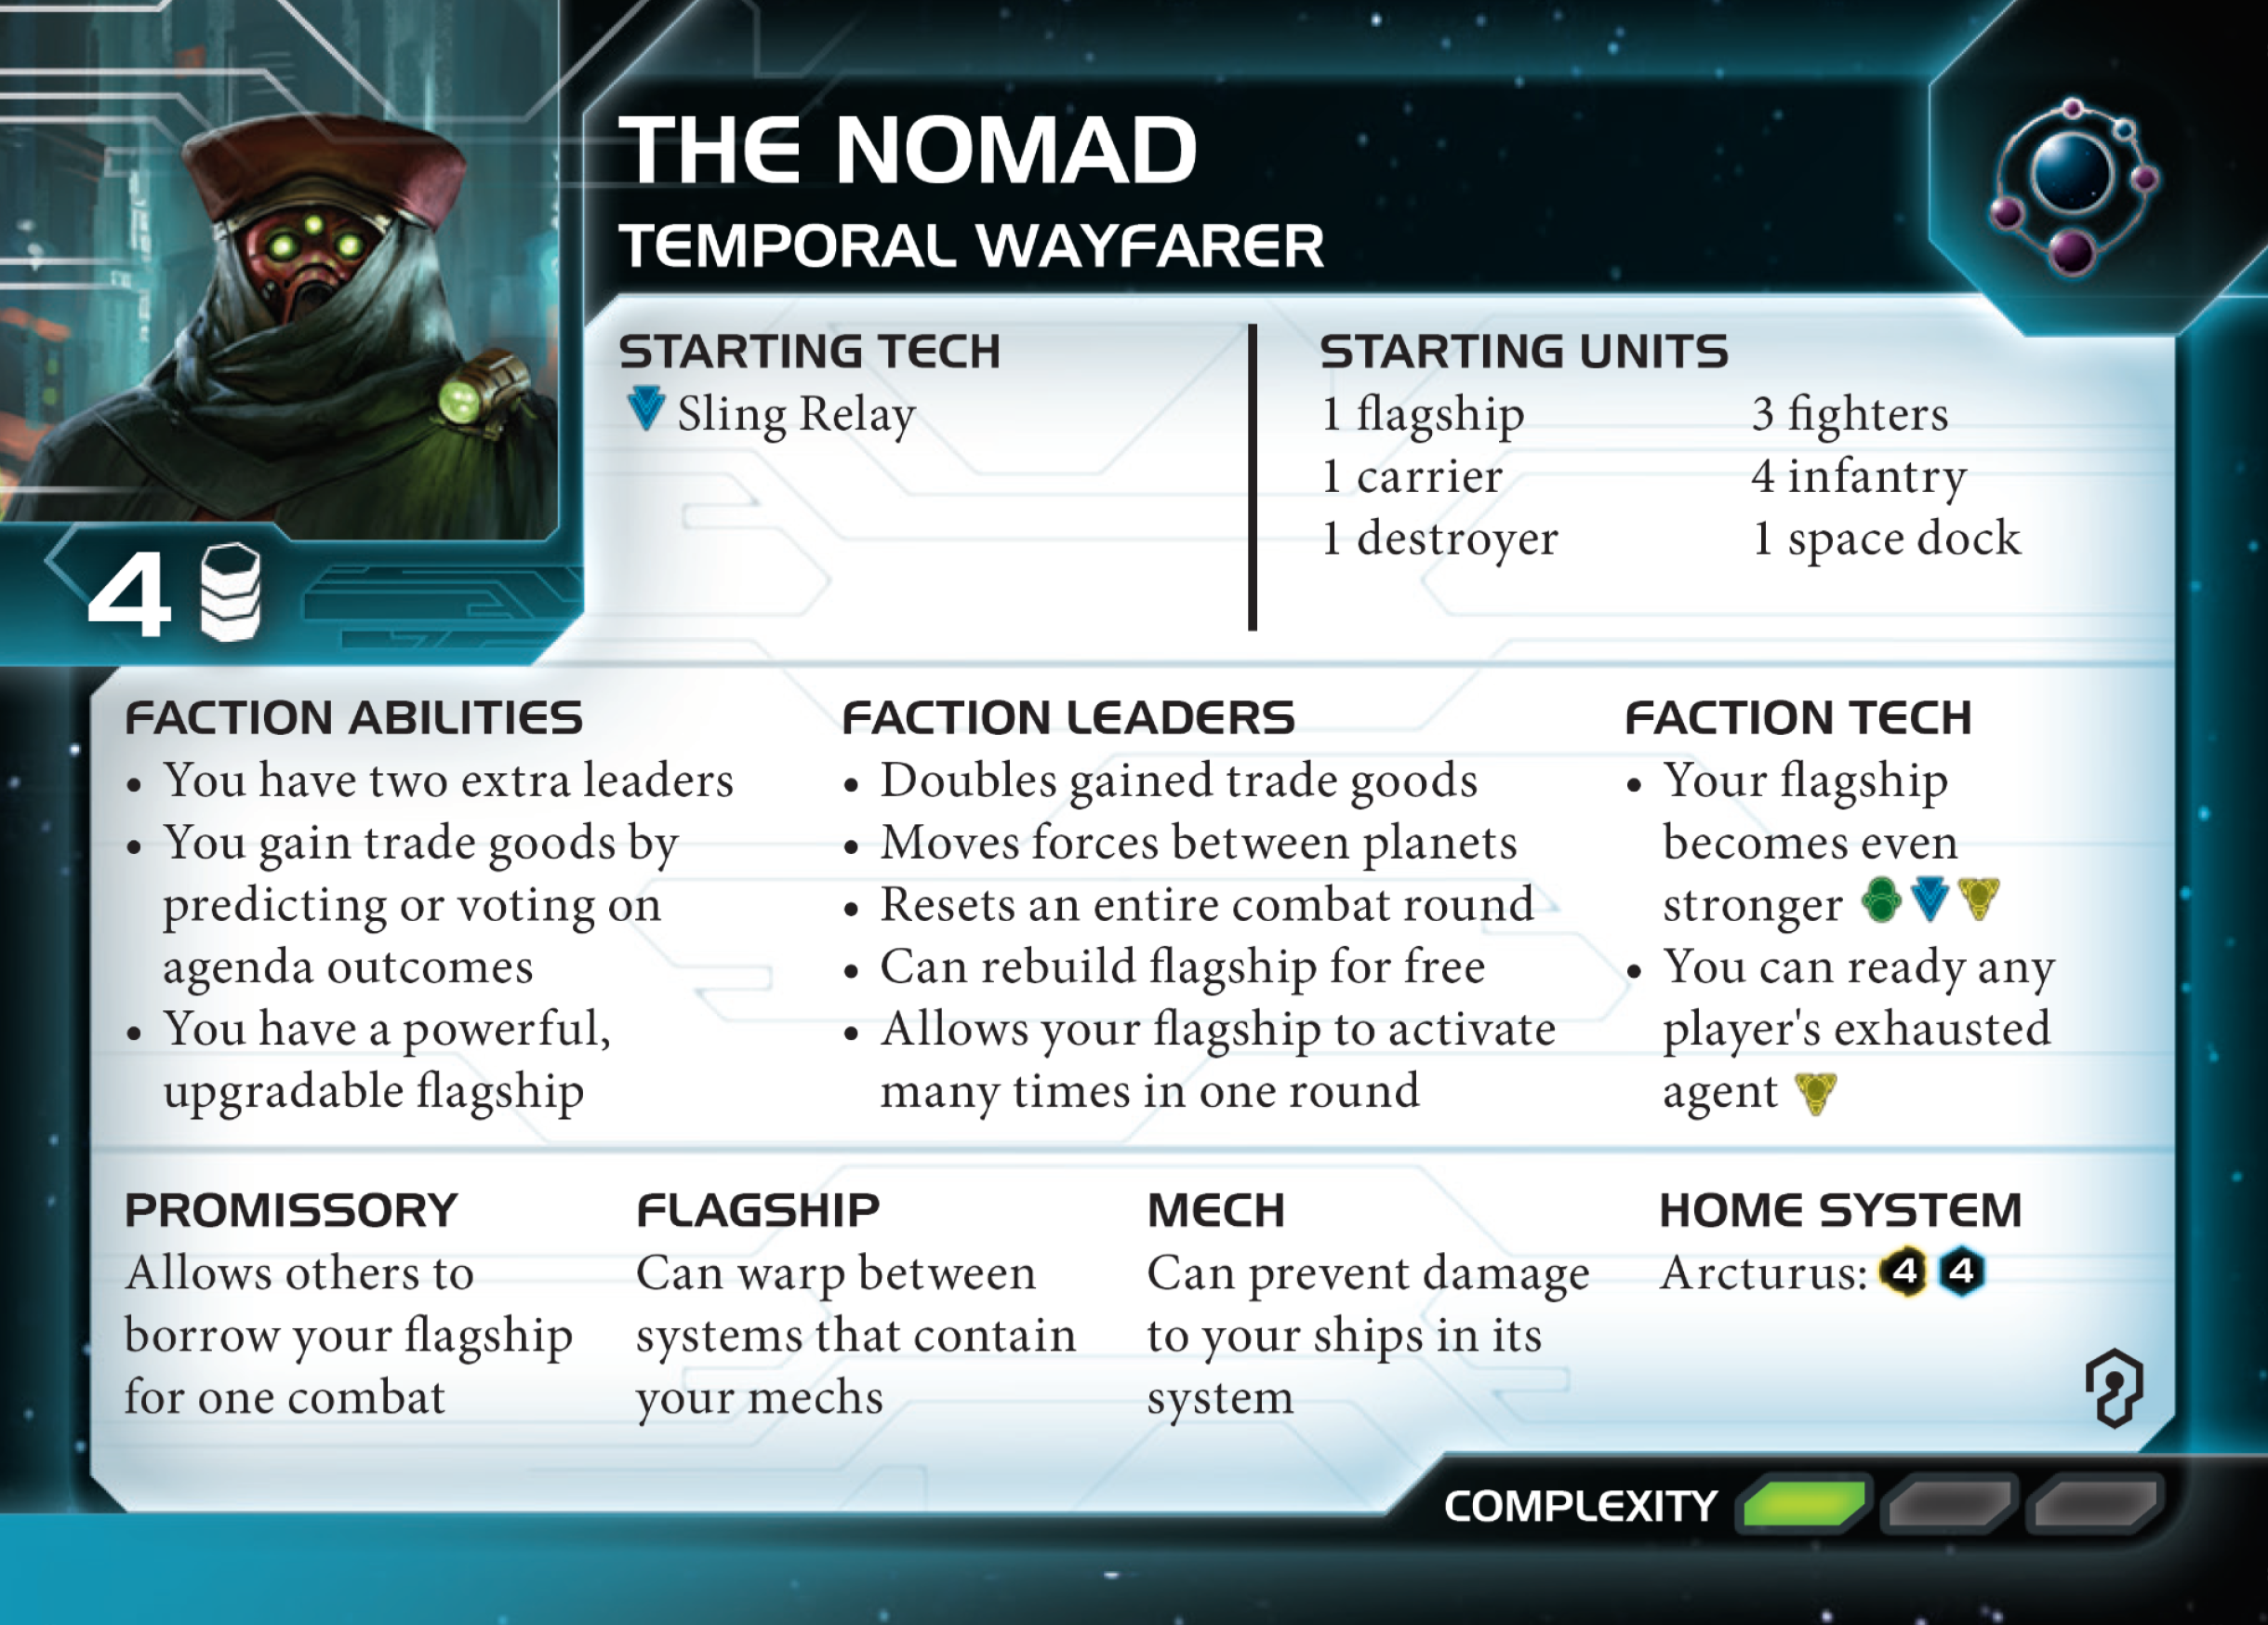 THE NOMAD
TEMPORAL WAYFARER
4
STARTING TECH
Sling Relay
STARTING UNITS
1 flagship
1 carrier
1 destroyer
3 fighters
4 infantry
1 space dock
FACTION ABILITIES
• You have two extra leaders
• You gain trade goods by
predicting or voting on
agenda outcomes
• You have a powerful,
upgradable flagship
FACTION LEADERS
• Doubles gained trade goods
• Moves forces between planets
• Resets an entire combat round
• Can rebuild flagship for free
• Allows your flagship to activate
many times in one round
FACTION TECH
• Your flagship
becomes even
stronger
• You can ready any
player's exhausted
agent
PROMISSORY
Allows others to
borrow your flagship
for one combat
FLAGSHIP
Can warp between
systems that contain
your mechs
MECH
Can prevent damage
to your ships in its
system
HOME SYSTEM
Arcturus: 4 4
COMPLEXITY